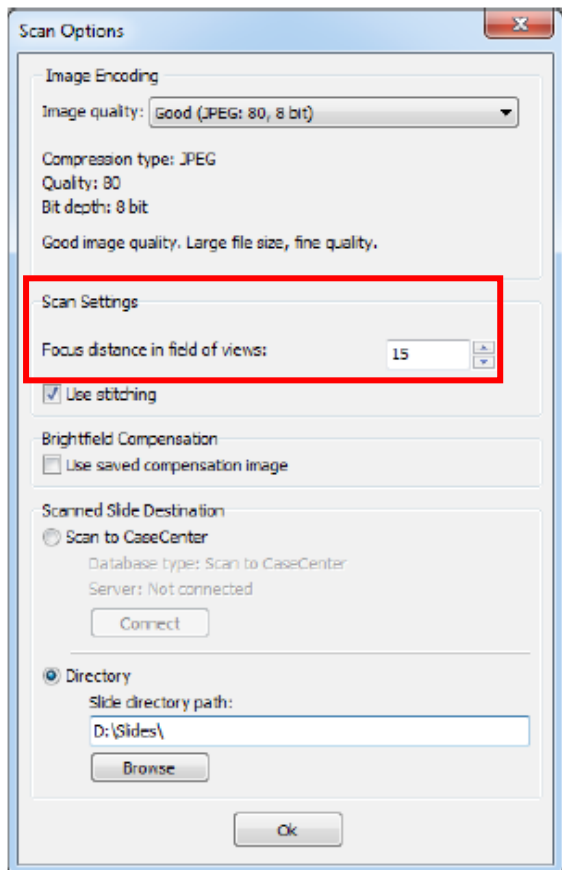 Scan Options
Image Encoding
Image quality: Good (JPEG: 80, 8 bit)
Compression type: JPEG
Quality: 80
Bit depth: 8 bit
Good image quality. Large file size, fine quality.
Scan Settings
Focus distance in field of views: 15
Use stitching
Brightfield Compensation
Use saved compensation image
Scanned Slide Destination
Scan to CaseCenter
Database type: Scan to CaseCenter
Server: Not connected
Connect
Directory
Slide directory path:
D:\Slides\
Browse
Ok